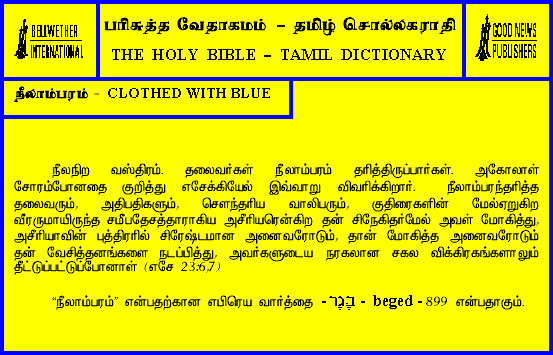 BELLWETHER
INTERNATIONAL
பரிசுத்த வேதாகமம் – தமிழ் சொல்லகராதி
THE HOLY BIBLE – TAMIL DICTIONARY
GOOD NEWS
PUBLISHERS
நீலாம்பரம் - CLOTHED WITH BLUE
நீலநிற வஸ்திரம். தலைவர்கள் நீலாம்பரம் தரித்திருப்பார்கள். அகோலாள்
சோரம்போனதை குறித்து எசேக்கியேல் இவ்வாறு விவரிக்கிறார். நீலாம்பரந்தரித்த
தலைவரும், அதிபதிகளும், சௌந்தரிய வாலிபரும், குதிரைகளின் மேல்ஏறுகிற
வீரருமாயிருந்த சமீபதேசத்தாராகிய அசீரியரென்கிற தன் சிநேகிதர்மேல் அவள் மோகித்து,
அசீரியாவின் புத்திரரில் சிரேஷ்டமான அனைவரோடும், தான் மோகித்த அனைவரோடும்
தன் வேசித்தனங்களை நடப்பித்து, அவர்களுடைய நரகலான சகல விக்கிரகங்களாலும்
தீட்டுப்பட்டுப்போனாள் (எசே 23:6,7)
“நீலாம்பரம்” என்பதற்கான எபிரெய வார்த்தை - בֶּגֶד - beged - 899 என்பதாகும்.